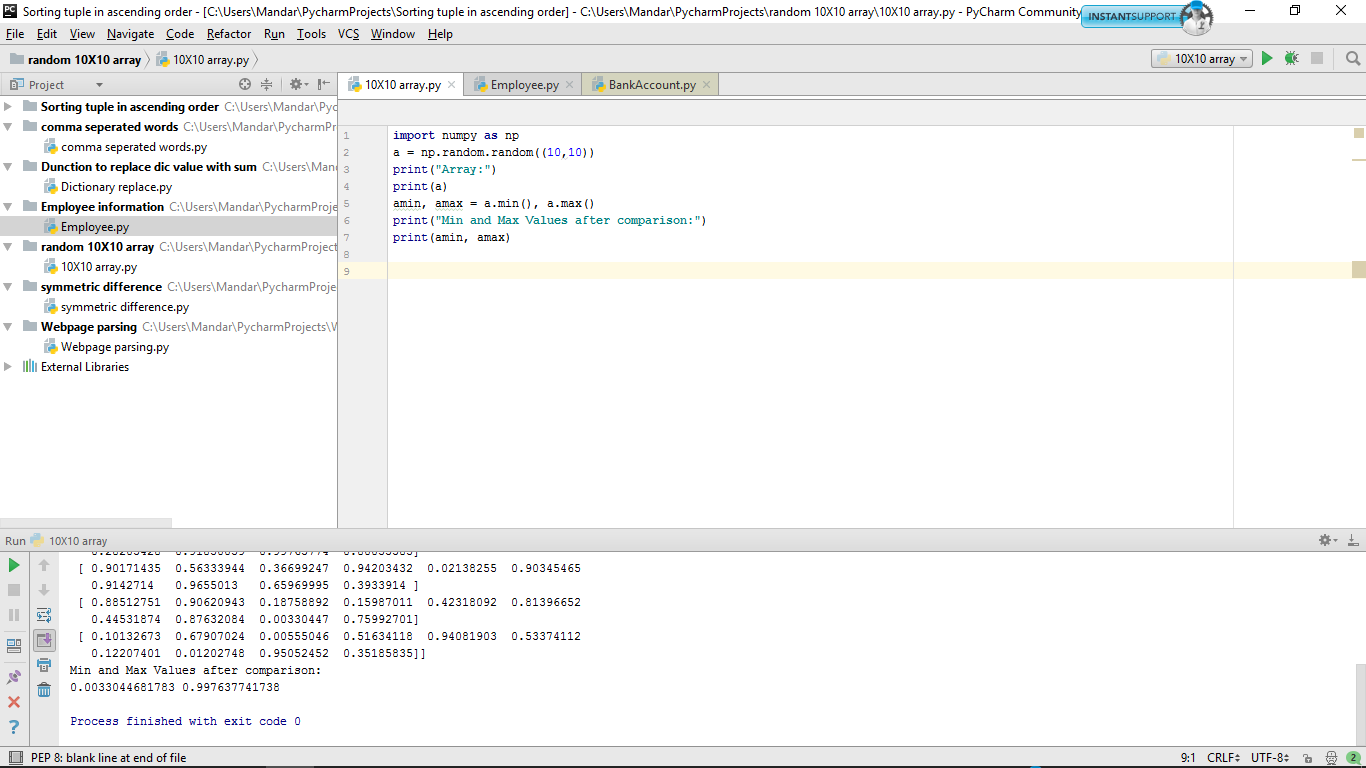 Sorting tuple in ascending order - [C:\Users\Mandar\PycharmProjects\Sorting tuple in ascending order] - C:\Users\Mandar\PycharmProjects\random 10X10 array\10X10 array.py - PyCharm Community
INSTANTSUPPORT
File Edit View Navigate Code Refactor Run Tools VCS Window Help
random 10X10 array 10X10 array.py
10X10 array
Project
10X10 array.py Employee.py BankAccount.py
Sorting tuple in ascending order C:\Users\Mandar\Pyc
comma seperated words C:\Users\Mandar\PycharmPr
comma seperated words.py
Dunction to replace dic value with sum C:\Users\Man
Dictionary replace.py
Employee information C:\Users\Mandar\PycharmProje
Employee.py
random 10X10 array C:\Users\Mandar\PycharmProject
10X10 array.py
symmetric difference C:\Users\Mandar\PycharmProje
symmetric difference.py
Webpage parsing C:\Users\Mandar\PycharmProjects\W
Webpage parsing.py
External Libraries
1 import numpy as np
2 a = np.random.random((10,10))
3 print("Array:")
4 print(a)
5 amin, amax = a.min(), a.max()
6 print("Min and Max Values after comparison:")
7 print(amin, amax)
8
9
Run 10X10 array
[ 0.90171435 0.56333944 0.36699247 0.94203432 0.02138255 0.90345465
0.9142714 0.9655013 0.65969995 0.3933914 ]
[ 0.88512751 0.90620943 0.18758892 0.15987011 0.42318092 0.81396652
0.44531874 0.87632084 0.00330447 0.75992701]
[ 0.10132673 0.67907024 0.00555046 0.51634118 0.94081903 0.53374112
0.12207401 0.01202748 0.95052452 0.35185835]]
Min and Max Values after comparison:
0.0033044681783 0.997637741738
Process finished with exit code 0
PEP 8: blank line at end of file
9:1 CRLF UTF-8 2